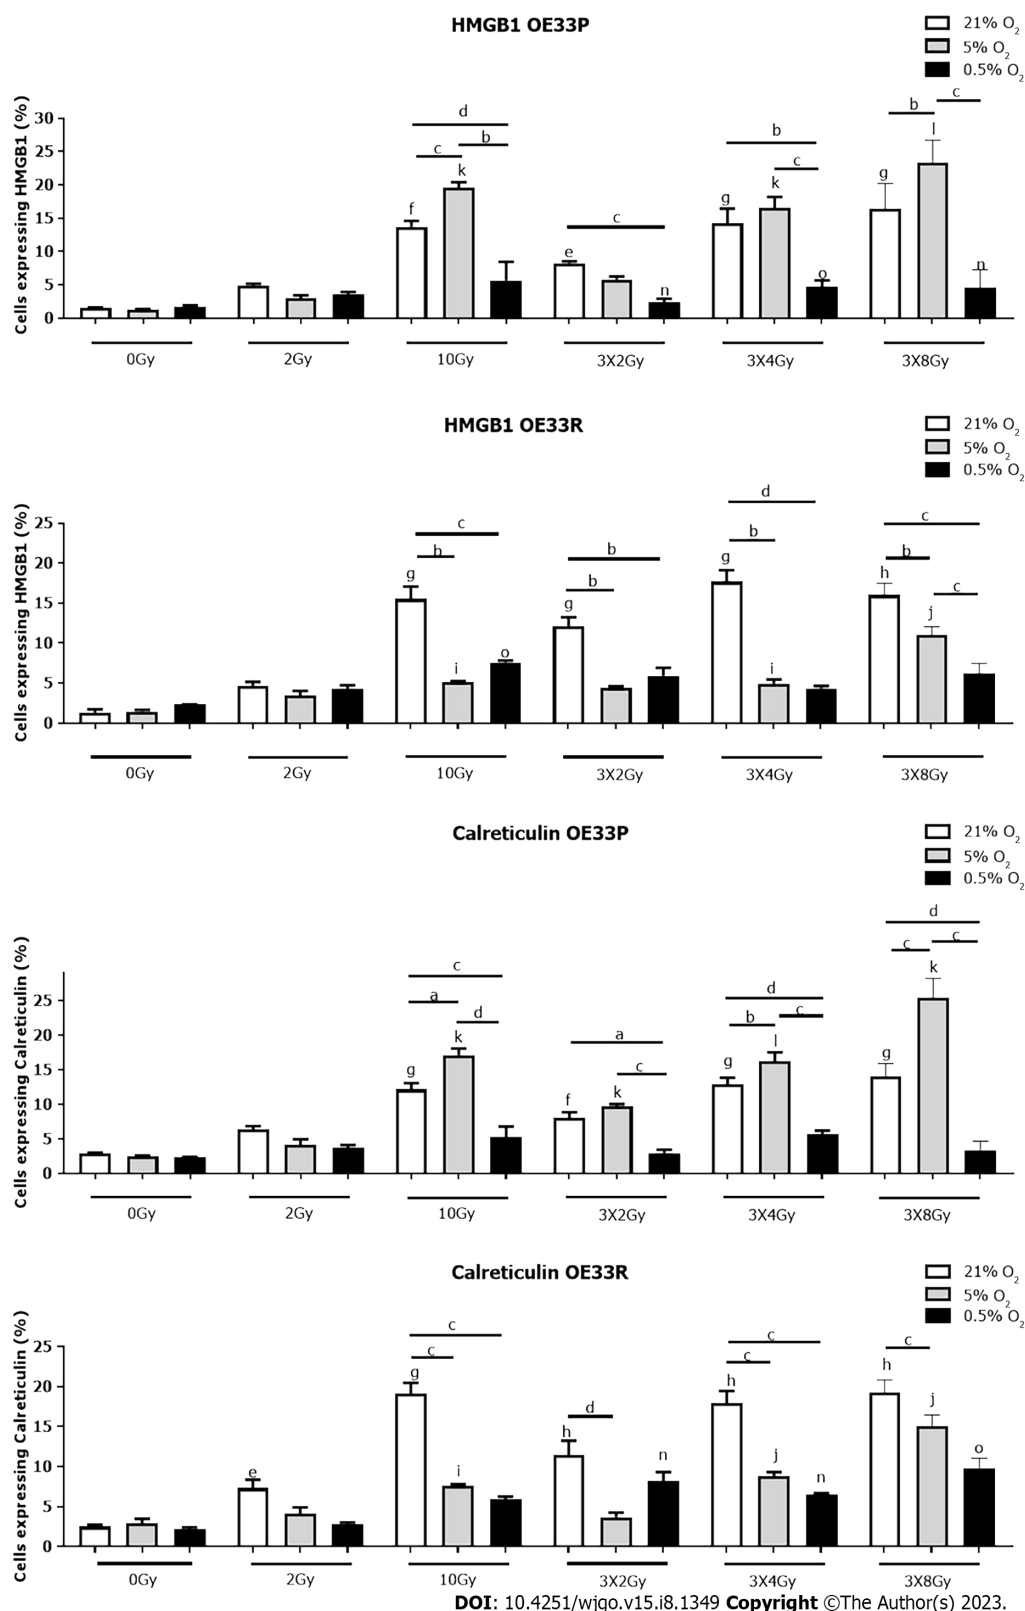 HMGB1 OE33P
21% O2
5% O2
0.5% O2
Cells expressing HMGB1 (%)
30
25
20
15
10
5
0
d
c
b
f
k
c
e
n
b
c
g
k
o
b
c
g
l
n
0Gy
2Gy
10Gy
3X2Gy
3X4Gy
3X8Gy
HMGB1 OE33R
21% O2
5% O2
0.5% O2
Cells expressing HMGB1 (%)
25
20
15
10
5
0
c
b
g
i
o
b
b
g
d
b
g
i
c
b
c
h
j
0Gy
2Gy
10Gy
3X2Gy
3X4Gy
3X8Gy
Calreticulin OE33P
21% O2
5% O2
0.5% O2
Cells expressing Calreticulin (%)
25
20
15
10
5
0
c
a
d
g
k
a
c
f
k
d
b
c
g
l
d
c
c
g
k
0Gy
2Gy
10Gy
3X2Gy
3X4Gy
3X8Gy
Calreticulin OE33R
21% O2
5% O2
0.5% O2
Cells expressing Calreticulin (%)
25
20
15
10
5
0
e
c
c
g
i
d
h
n
c
c
h
j
n
c
h
j
o
0Gy
2Gy
10Gy
3X2Gy
3X4Gy
3X8Gy
DOI: 10.4251/wjgo.v15.i8.1349 Copyright ©The Author(s) 2023.